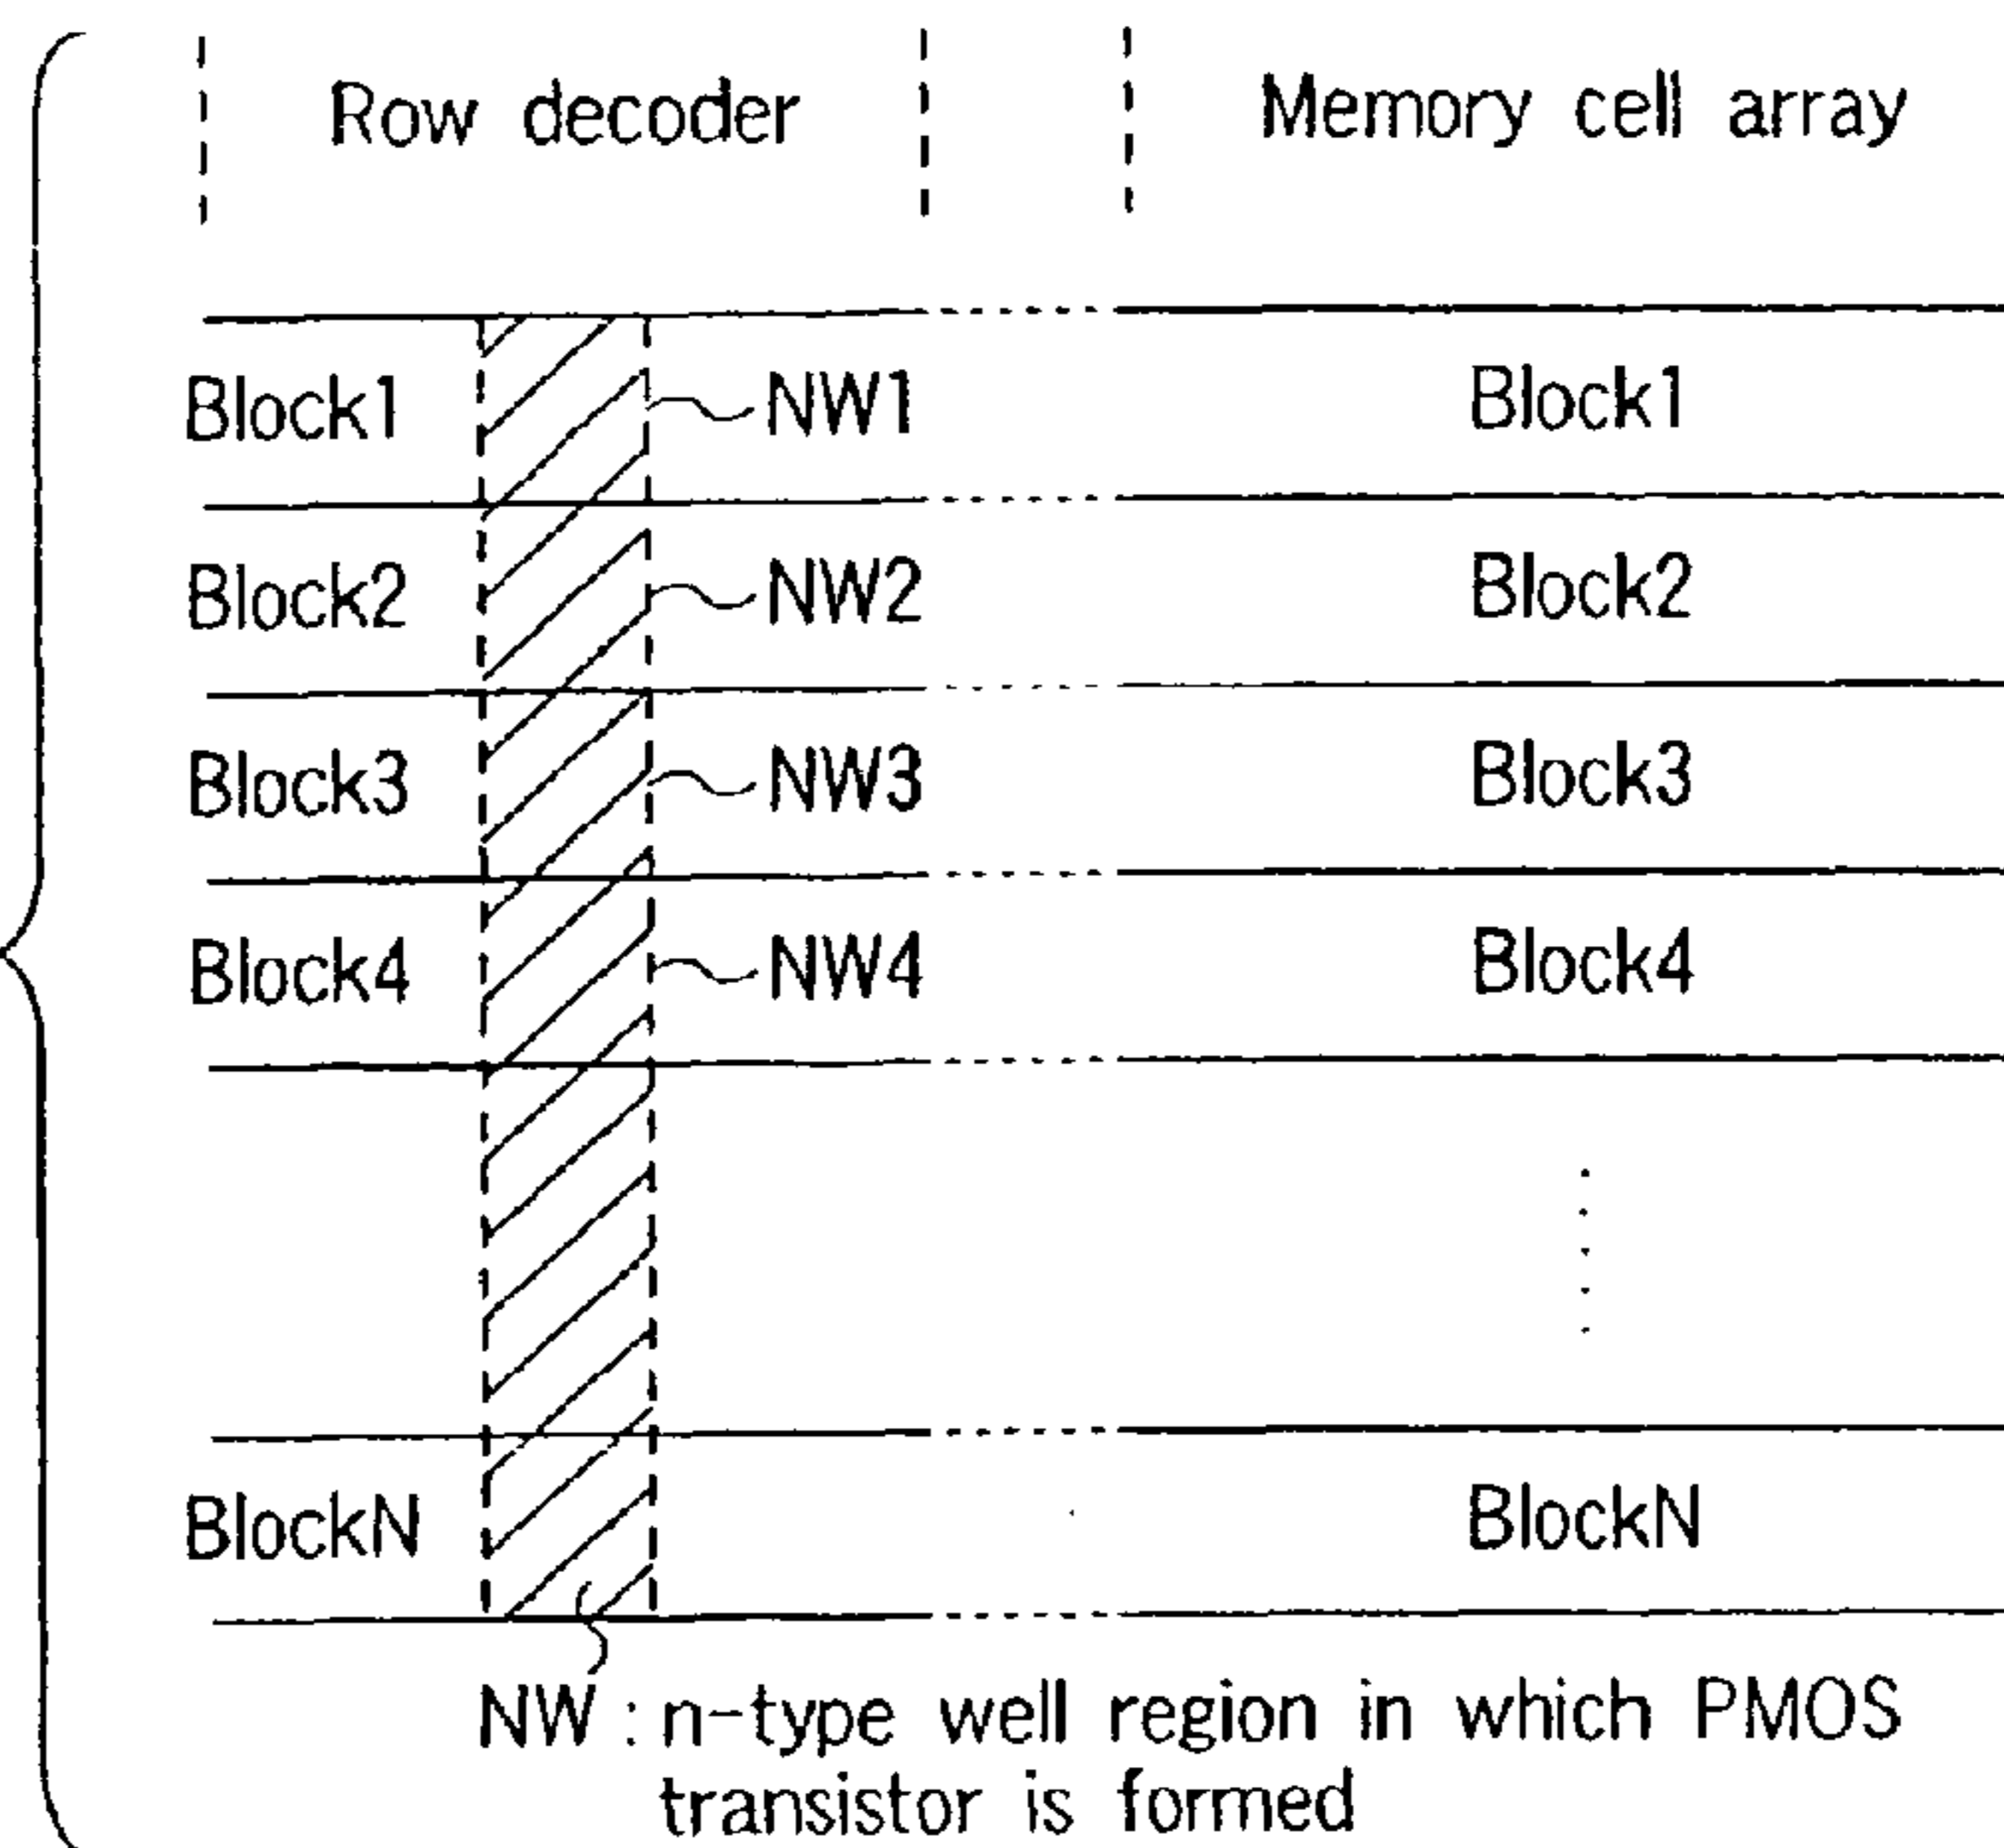 Row decoder Memory cell array
Block1 NW1 Block1
Block2 NW2 Block2
Block3 NW3 Block3
Block4 NW4 Block4
BlockN BlockN
NW : n-type well region in which PMOS
transistor is formed